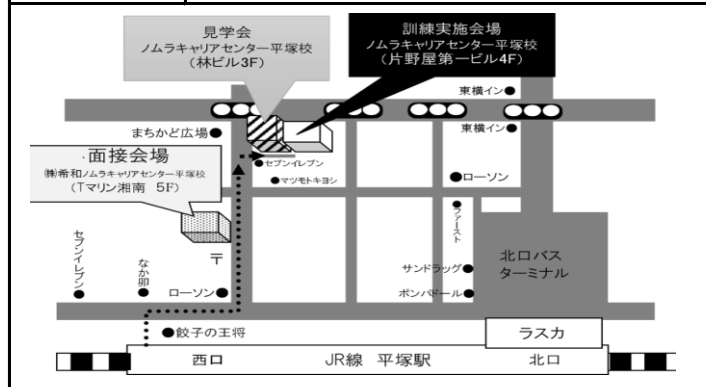 見学会
ノムラキャリアセンター平塚校
(林ビル3F)
訓練実施会場
ノムラキャリアセンター平塚校
(片野屋第一ビル4F)
東横イン
東横イン
まちかど広場
・面接会場
㈱希和ノムラキャリアセンター平塚校
(Tマリン湘南 5F)
セブンイレブン
マツモトキヨシ
ローソン
ファースト
セブンイレブン
なか卯
〒
ローソン
サンドラッグ
ポンパドール
北口バス
ターミナル
餃子の王将
ラスカ
西口
JR線 平塚駅
北口